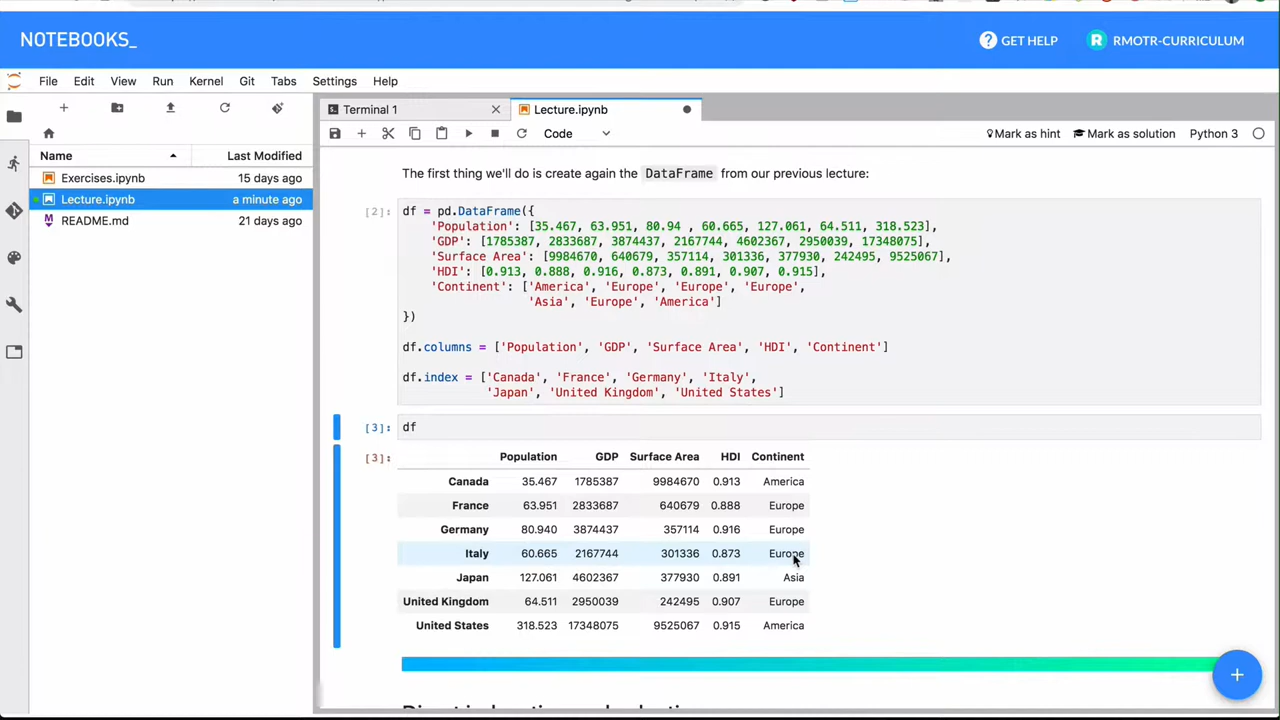 NOTEBOOKS_
? GET HELP
R RMOTR-CURRICULUM
File Edit View Run Kernel Git Tabs Settings Help
Name Last Modified
Exercises.ipynb 15 days ago
Lecture.ipynb a minute ago
README.md 21 days ago
Terminal 1
Lecture.ipynb
Code
Mark as hint Mark as solution Python 3
The first thing we'll do is create again the DataFrame from our previous lecture:
[2]: df = pd.DataFrame({
'Population': [35.467, 63.951, 80.94 , 60.665, 127.061, 64.511, 318.523],
'GDP': [1785387, 2833687, 3874437, 2167744, 4602367, 2950039, 17348075],
'Surface Area': [9984670, 640679, 357114, 301336, 377930, 242495, 9525067],
'HDI': [0.913, 0.888, 0.916, 0.873, 0.891, 0.907, 0.915],
'Continent': ['America', 'Europe', 'Europe', 'Europe',
'Asia', 'Europe', 'America']
})
df.columns = ['Population', 'GDP', 'Surface Area', 'HDI', 'Continent']
df.index = ['Canada', 'France', 'Germany', 'Italy',
'Japan', 'United Kingdom', 'United States']
[3]: df
[3]: Population GDP Surface Area HDI Continent
Canada 35.467 1785387 9984670 0.913 America
France 63.951 2833687 640679 0.888 Europe
Germany 80.940 3874437 357114 0.916 Europe
Italy 60.665 2167744 301336 0.873 Europe
Japan 127.061 4602367 377930 0.891 Asia
United Kingdom 64.511 2950039 242495 0.907 Europe
United States 318.523 17348075 9525067 0.915 America